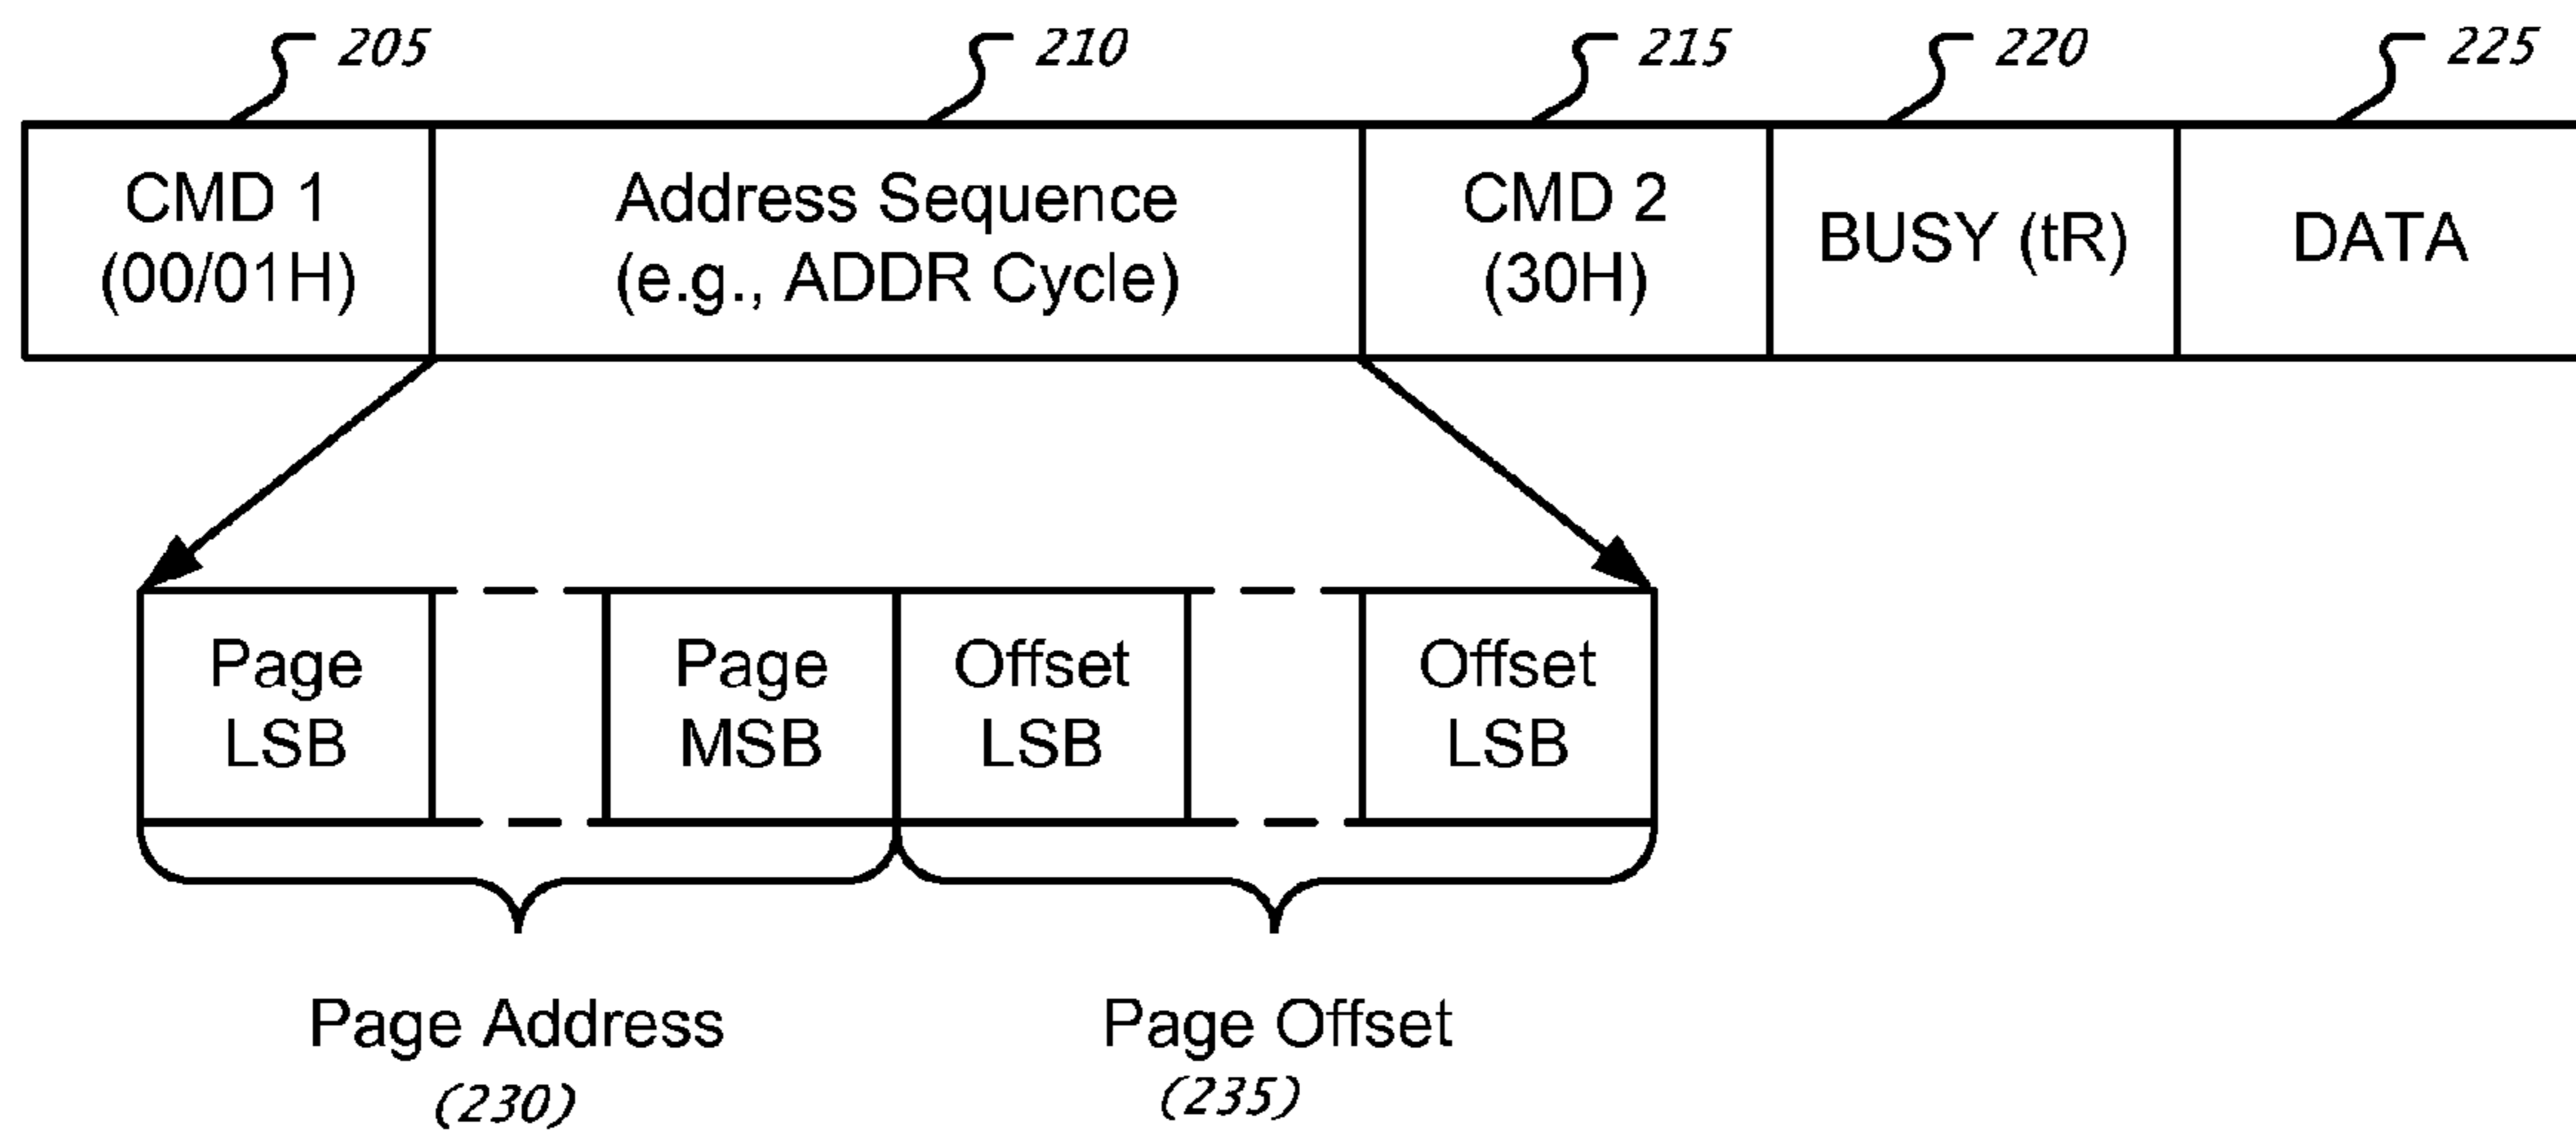 205
210
215
220
225
CMD 1
(00/01H)
Address Sequence
(e.g., ADDR Cycle)
CMD 2
(30H)
BUSY (tR)
DATA
Page
LSB
Page
MSB
Offset
LSB
Offset
LSB
Page Address
(230)
Page Offset
(235)